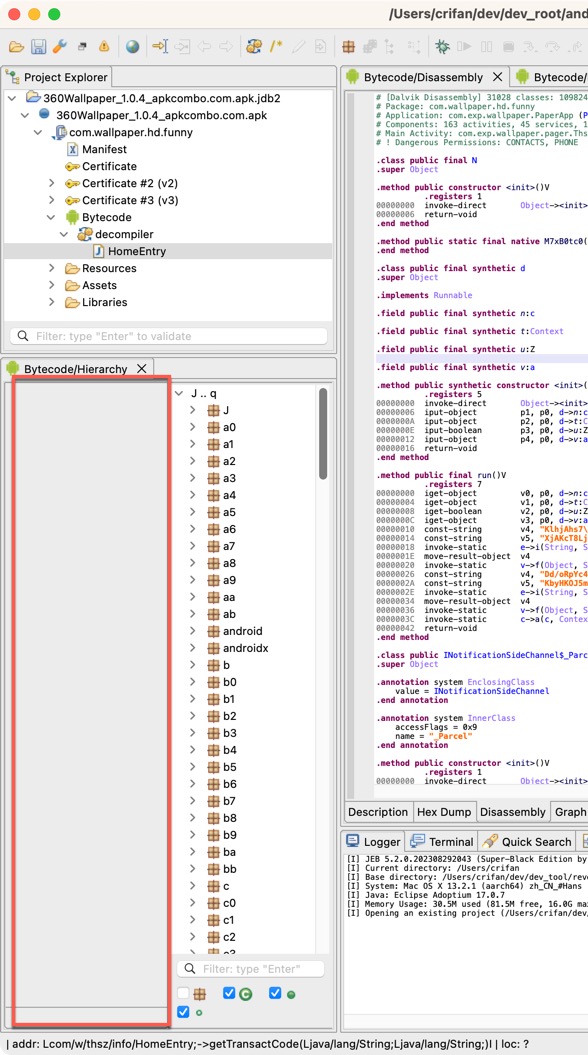 /Users/crifan/dev/dev_root/and
Project Explorer
360Wallpaper_1.0.4_apkcombo.com.apk.jdb2
360Wallpaper_1.0.4_apkcombo.com.apk
com.wallpaper.hd.funny
Manifest
Certificate
Certificate #2 (v2)
Certificate #3 (v3)
Bytecode
decompiler
HomeEntry
Resources
Assets
Libraries
Filter: type "Enter" to validate
Bytecode/Hierarchy
J .. q
J
a0
a1
a2
a3
a4
a5
a6
a7
a8
a9
aa
ab
android
androidx
b
b0
b1
b2
b3
b4
b5
b6
b7
b8
b9
ba
bb
c
c0
c1
c2
Filter: type "Enter"
Bytecode/Disassembly
Bytecode/
# [Dalvik Disassembly] 31028 classes: 109824
# Package: com.wallpaper.hd.funny
# Application: com.exp.wallpaper.PaperApp (P
# Components: 163 activities, 45 services, 1
# Main Activity: com.exp.wallpaper.pager.Ths
# ! Dangerous Permissions: CONTACTS, PHONE
.class public final N
.super Object
.method public constructor <init>()V
.registers 1
00000000 invoke-direct Object-><init>
00000006 return-void
.end method
.method public static final native M7xB0tc0(
.end method
.class public final synthetic d
.super Object
.implements Runnable
.field public final synthetic n:c
.field public final synthetic t:Context
.field public final synthetic u:Z
.field public final synthetic v:a
.method public synthetic constructor <init>(
.registers 5
00000000 invoke-direct Object-><init>
00000006 iput-object p1, p0, d->n:c
0000000A iput-object p2, p0, d->t:C
0000000E iput-boolean p3, p0, d->u:Z
00000012 iput-object p4, p0, d->v:a
00000016 return-void
.end method
.method public final run()V
.registers 7
00000000 iget-object v0, p0, d->n:c
00000004 iget-object v1, p0, d->t:C
00000008 iget-boolean v2, p0, d->u:Z
0000000C iget-object v3, p0, d->v:a
00000010 const-string v4, "KlhjAhs7\
00000014 const-string v5, "XjAKcT8Lj
00000018 invoke-static e->i(String, S
0000001E move-result-object v4
00000020 invoke-static v->f(Object, S
00000026 const-string v4, "Dd/oRpYc4
0000002A const-string v5, "KbyHKOJ5m
0000002E invoke-static e->i(String, S
00000034 move-result-object v4
00000036 invoke-static v->f(Object, S
0000003C invoke-static c->a(c, Contex
00000042 return-void
.end method
.class public INotificationSideChannel$_Parc
.super Object
.annotation system EnclosingClass
value = INotificationSideChannel
.end annotation
.annotation system InnerClass
accessFlags = 0x9
name = "_Parcel"
.end annotation
.method public constructor <init>()V
.registers 1
00000000 invoke-direct Object-><init>
Description Hex Dump Disassembly Graph
Logger Terminal Quick Search
[I] JEB 5.2.0.202308292043 (Super-Black Edition by
[I] Current directory: /Users/crifan
[I] Base directory: /Users/crifan/dev/dev_tool/reve
[I] System: Mac OS X 13.2.1 (aarch64) zh_CN_#Hans
[I] Java: Eclipse Adoptium 17.0.7
[I] Memory Usage: 30.5M used (81.5M free, 16.0G ma
[I] Opening an existing project (/Users/crifan/dev/
| addr: Lcom/w/thsz/info/HomeEntry;->getTransactCode(Ljava/lang/String;Ljava/lang/String;)I | loc: ?